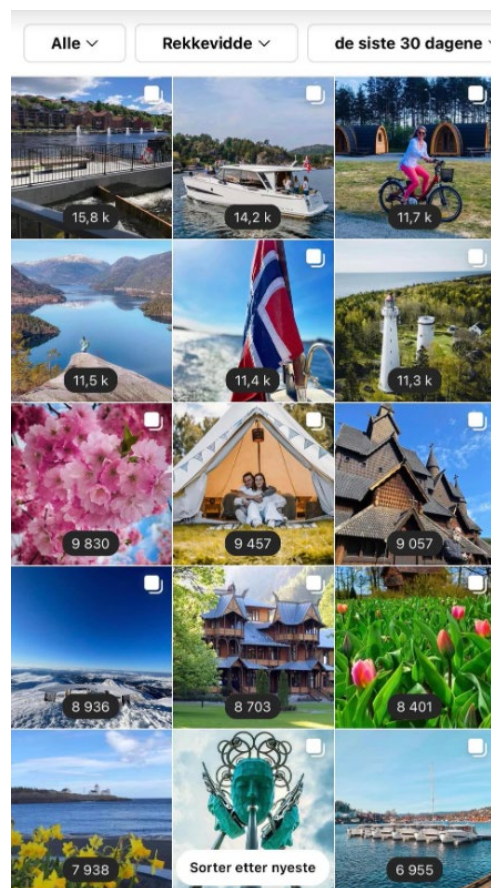 Alle Rekkevidde de siste 30 dagene
15,8 k 14,2 k 11,7 k
11,5 k 11,4 k 11,3 k
9 830 9 457 9 057
8 936 8 703 8 401
7 938 Sorter etter nyeste 6 955